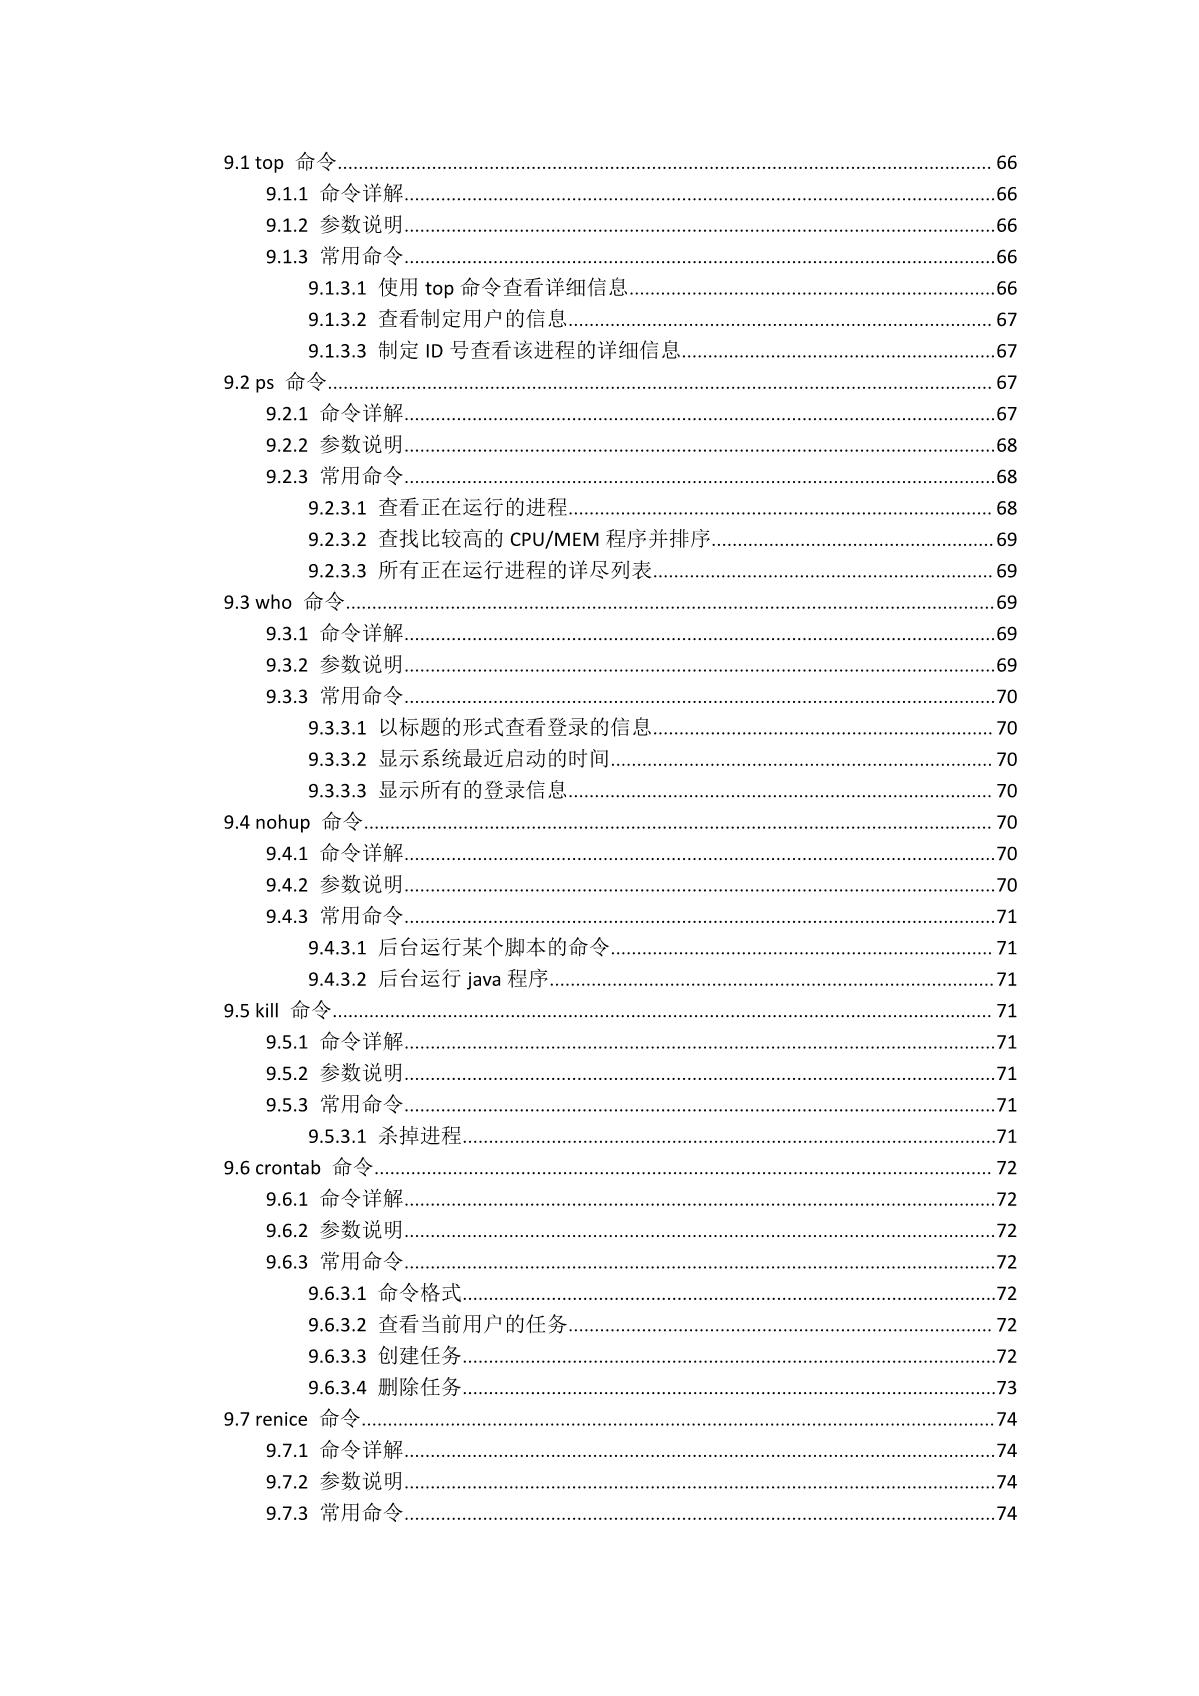 9.1 top 命令 66
9.1.1 命令详解 66
9.1.2 参数说明 66
9.1.3 常用命令 66
9.1.3.1 使用 top 命令查看详细信息 66
9.1.3.2 查看制定用户的信息 67
9.1.3.3 制定 ID 号查看该进程的详细信息 67
9.2 ps 命令 67
9.2.1 命令详解 67
9.2.2 参数说明 68
9.2.3 常用命令 68
9.2.3.1 查看正在运行的进程 68
9.2.3.2 查找比较高的 CPU/MEM 程序并排序 69
9.2.3.3 所有正在运行进程的详尽列表 69
9.3 who 命令 69
9.3.1 命令详解 69
9.3.2 参数说明 69
9.3.3 常用命令 70
9.3.3.1 以标题的形式查看登录的信息 70
9.3.3.2 显示系统最近启动的时间 70
9.3.3.3 显示所有的登录信息 70
9.4 nohup 命令 70
9.4.1 命令详解 70
9.4.2 参数说明 70
9.4.3 常用命令 71
9.4.3.1 后台运行某个脚本的命令 71
9.4.3.2 后台运行 java 程序 71
9.5 kill 命令 71
9.5.1 命令详解 71
9.5.2 参数说明 71
9.5.3 常用命令 71
9.5.3.1 杀掉进程 71
9.6 crontab 命令 72
9.6.1 命令详解 72
9.6.2 参数说明 72
9.6.3 常用命令 72
9.6.3.1 命令格式 72
9.6.3.2 查看当前用户的任务 72
9.6.3.3 创建任务 72
9.6.3.4 删除任务 73
9.7 renice 命令 74
9.7.1 命令详解 74
9.7.2 参数说明 74
9.7.3 常用命令 74